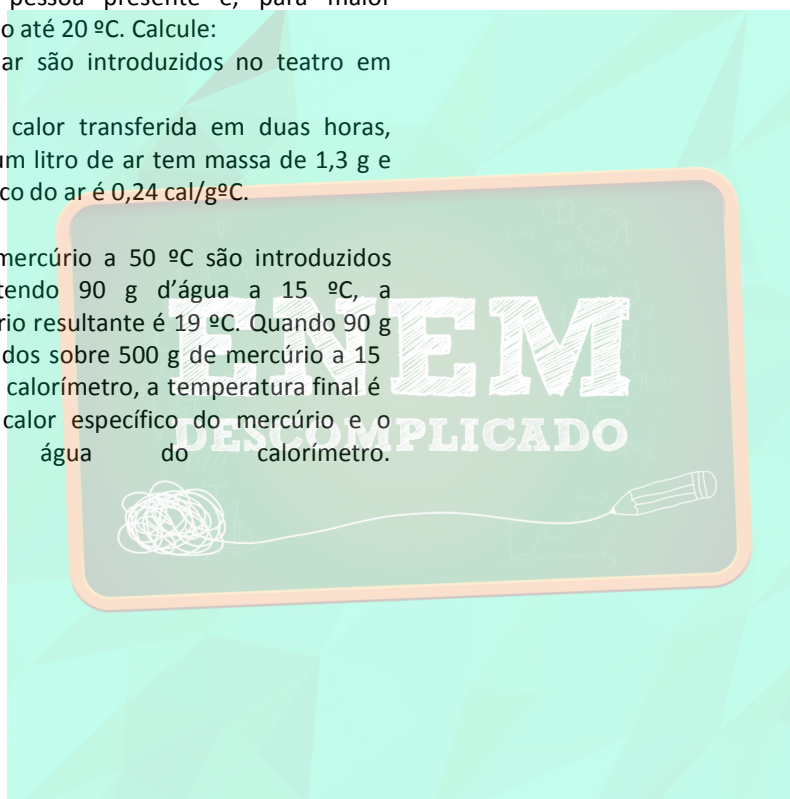 pessoa presente e, para maior
o até 20 ºC. Calcule:
ar são introduzidos no teatro em
calor transferida em duas horas,
um litro de ar tem massa de 1,3 g e
co do ar é 0,24 cal/gºC.
mercúrio a 50 ºC são introduzidos
tendo 90 g d’água a 15 ºC, a
rio resultante é 19 ºC. Quando 90 g
dos sobre 500 g de mercúrio a 15
calorímetro, a temperatura final é
calor específico do mercúrio e o
água do calorímetro.
ENEM
DESCOMPLICADO